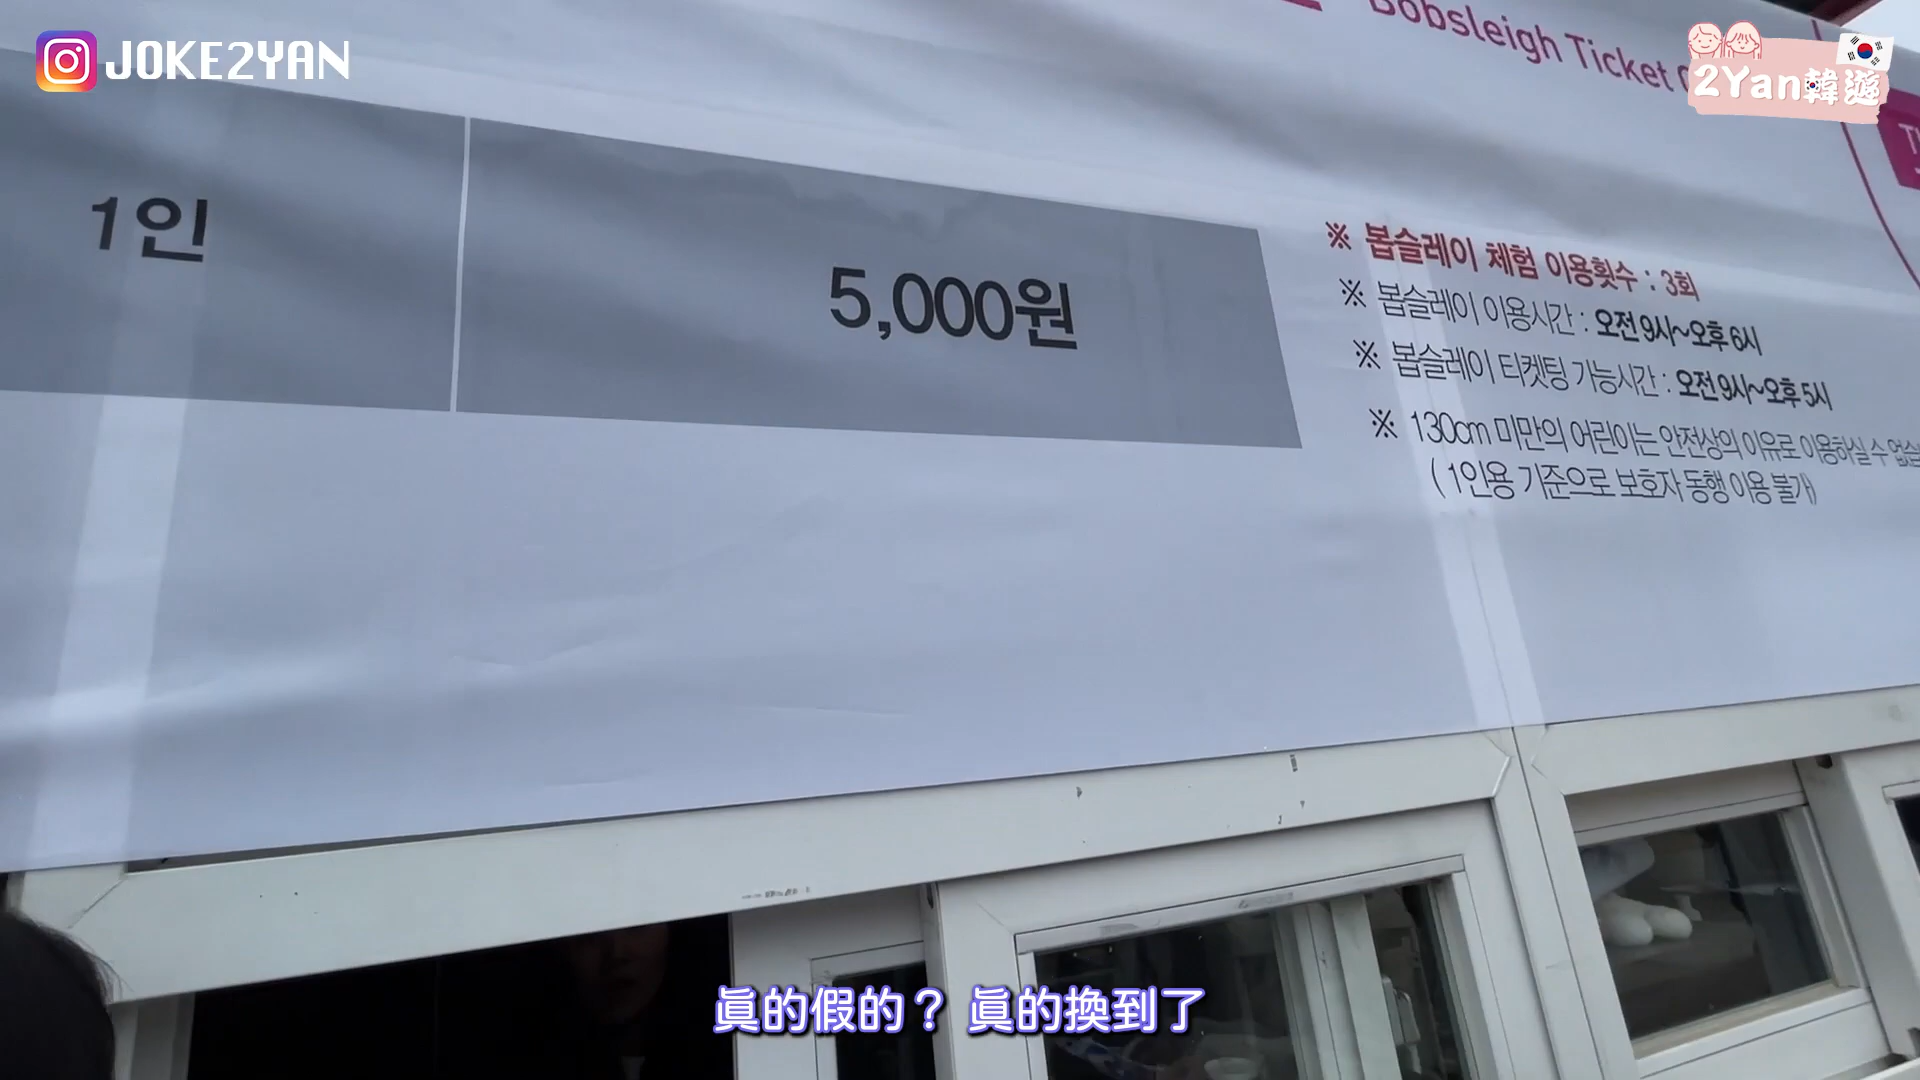 JOKE2YAN
Bobsleigh Ticket
2Yan韓遊
1인
5,000원
※ 봅슬레이 체험 이용횟수 : 3회
※ 봅슬레이 이용시간 : 오전 9시~오후 6시
※ 봅슬레이 티켓팅 가능시간 : 오전 9시~오후 5시
※ 130cm 미만의 어린이는 안전상의 이유로 이용하실 수
( 1인용 기준으로 보호자 동행 이용 불가)
真的假的？ 真的換到了